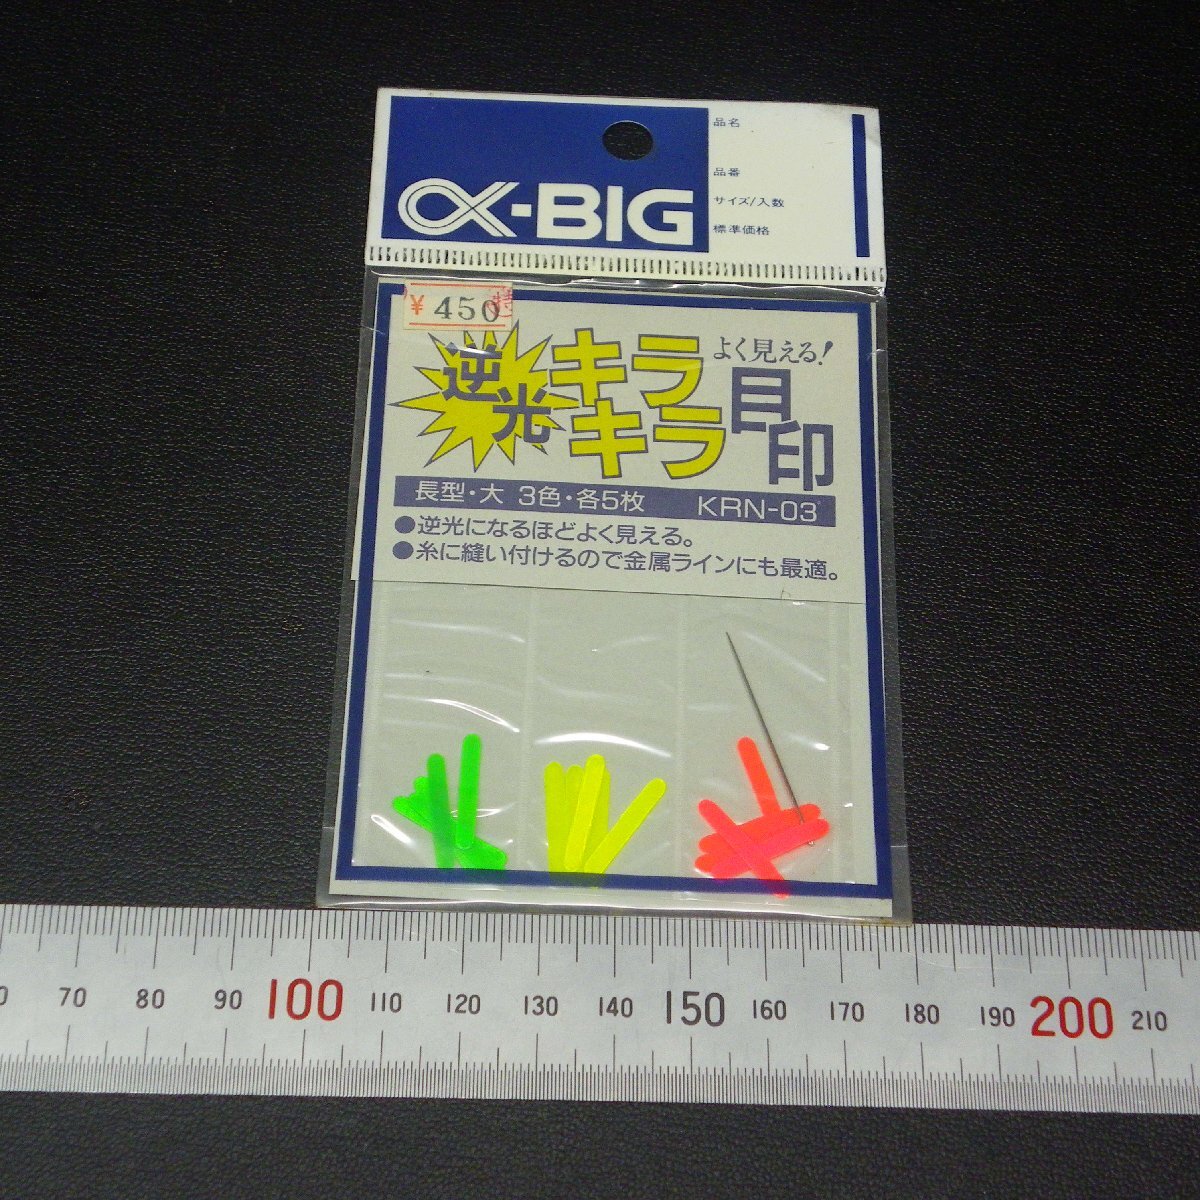 α-BIG
品名
品番
サイズ/入数
標準価格
¥450
特
よく見える!
逆光キラキラ目印
長型・大 3色・各5枚 KRN-03
●逆光になるほどよく見える。
●糸に縫い付けるので金属ラインにも最適。
70 80 90 100 110 120 130 140 150 160 170 180 190 200 210